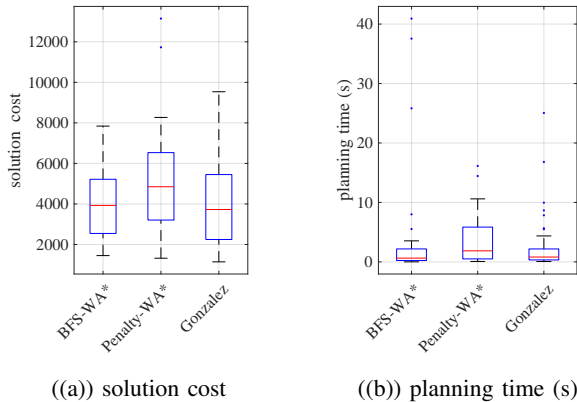 12000
10000
8000
6000
4000
2000
solution cost
BFS-WA*
Penalty-WA*
Gonzalez
((a)) solution cost
40
30
20
10
0
planning time (s)
BFS-WA*
Penalty-WA*
Gonzalez
((b)) planning time (s)